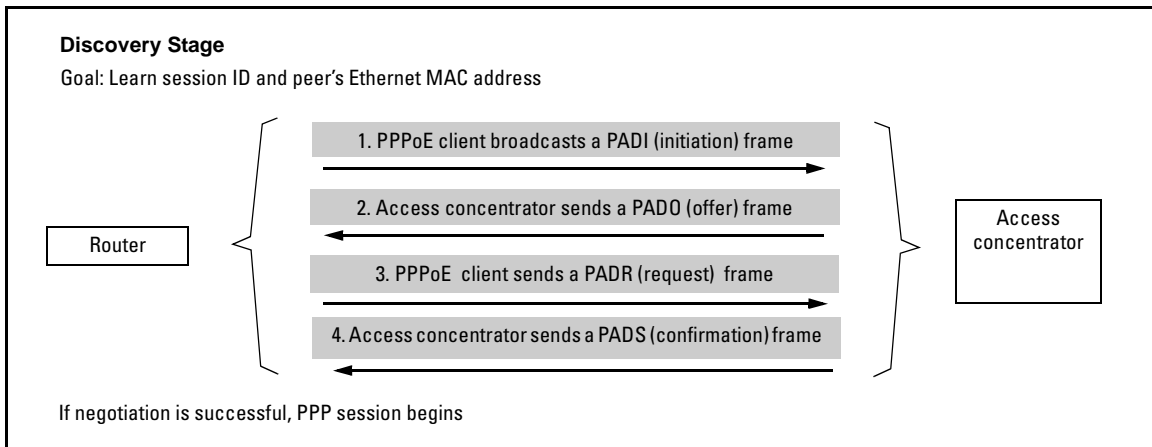 Discovery Stage
Goal: Learn session ID and peer's Ethernet MAC address
1. PPPoE client broadcasts a PADI (initiation) frame
2. Access concentrator sends a PADO (offer) frame
Router
Access
concentrator
3. PPPoE client sends a PADR (request) frame
4. Access concentrator sends a PADS (confirmation) frame
If negotiation is successful, PPP session begins